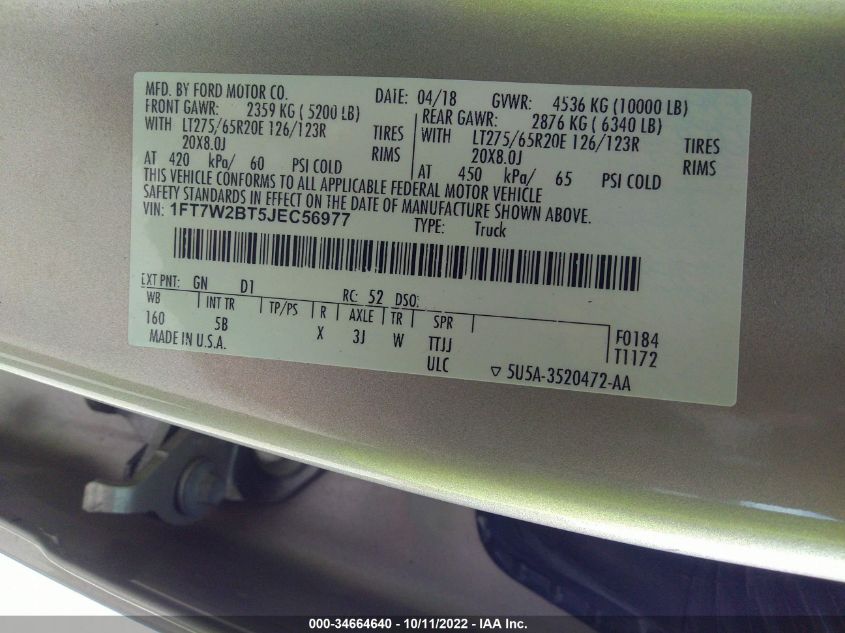 MFD. BY FORD MOTOR CO. DATE: 04/18 GVWR: 4536 KG (10000 LB)
FRONT GAWR: 2359 KG ( 5200 LB) REAR GAWR: 2876 KG ( 6340 LB)
WITH LT275/65R20E 126/123R TIRES WITH LT275/65R20E 126/123R TIRES
20X8.0J RIMS 20X8.0J RIMS
AT 420 kPa/ 60 PSI COLD AT 450 kPa/ 65 PSI COLD
THIS VEHICLE CONFORMS TO ALL APPLICABLE FEDERAL MOTOR VEHICLE
SAFETY STANDARDS IN EFFECT ON THE DATE OF MANUFACTURE SHOWN ABOVE.
VIN: 1FT7W2BT5JEC56977 TYPE: Truck
EXT PNT: GN D1 RC: 52 DSO:
WB INT TR TP/PS R AXLE TR SPR
160 5B X 3J W TTJJ F0184
MADE IN U.S.A. ULC T1172
▽ 5U5A-3520472-AA
000-34664640 - 10/11/2022 - IAA Inc.